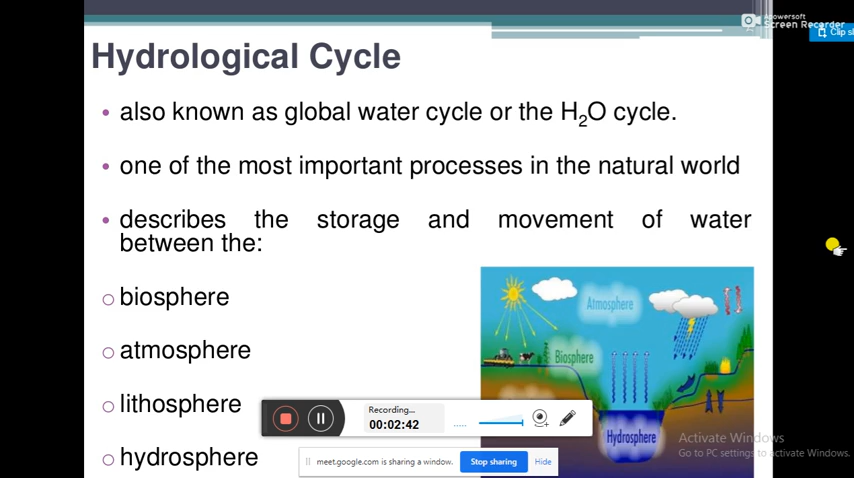 Apowersoft
Screen Recorder
Clip s
Hydrological Cycle
• also known as global water cycle or the H₂O cycle.
• one of the most important processes in the natural world
• describes the storage and movement of water
between the:
○ biosphere
○ atmosphere
○ lithosphere
○ hydrosphere
Atmosphere
Biosphere
Hydrosphere
Recording...
00:02:42
meet.google.com is sharing a window.
Stop sharing
Hide
Activate Windows
Go to PC settings to activate Windows.